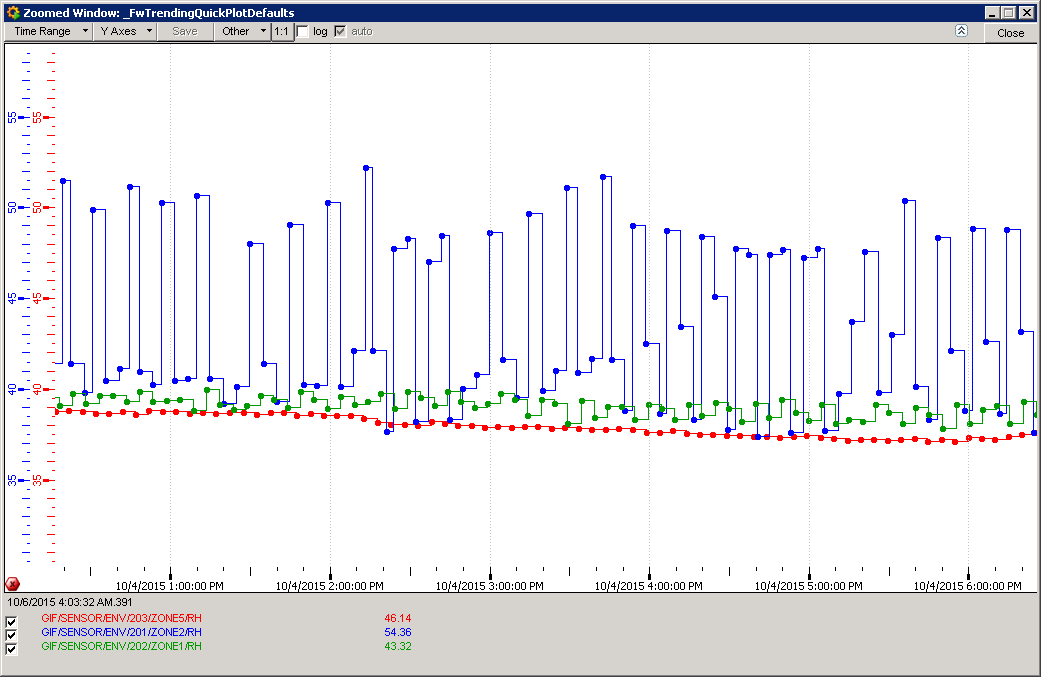 Zoomed Window: _FwTrendingQuickPlotDefaults
Time Range Y Axes Save Other 1:1 log auto Close
55 55
50 50
45 45
40 40
35 35
10/4/2015 1:00:00 PM 10/4/2015 2:00:00 PM 10/4/2015 3:00:00 PM 10/4/2015 4:00:00 PM 10/4/2015 5:00:00 PM 10/4/2015 6:00:00 PM
10/6/2015 4:03:32 AM.391
GIF/SENSOR/ENV/203/ZONE5/RH 46.14
GIF/SENSOR/ENV/201/ZONE2/RH 54.36
GIF/SENSOR/ENV/202/ZONE1/RH 43.32